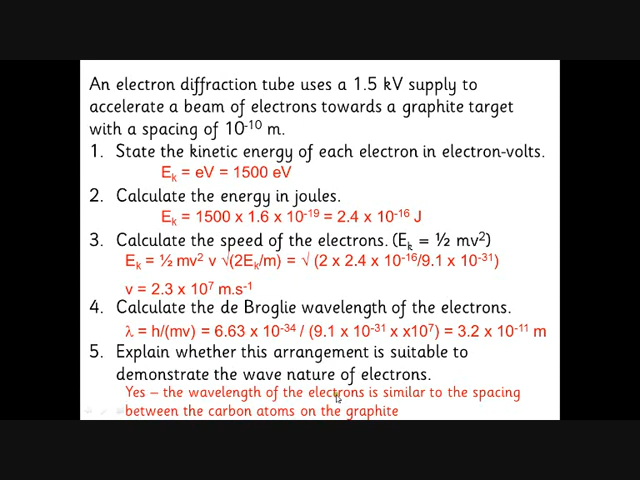 An electron diffraction tube uses a 1.5 kV supply to
accelerate a beam of electrons towards a graphite target
with a spacing of 10⁻¹⁰ m.
1. State the kinetic energy of each electron in electron-volts.
Eₖ = eV = 1500 eV
2. Calculate the energy in joules.
Eₖ = 1500 x 1.6 x 10⁻¹⁹ = 2.4 x 10⁻¹⁶ J
3. Calculate the speed of the electrons. (Eₖ = ½ mv²)
Eₖ = ½ mv² v √(2Eₖ/m) = √ (2 x 2.4 x 10⁻¹⁶/9.1 x 10⁻³¹)
v = 2.3 x 10⁷ m.s⁻¹
4. Calculate the de Broglie wavelength of the electrons.
λ = h/(mv) = 6.63 x 10⁻³⁴ / (9.1 x 10⁻³¹ x x10⁷) = 3.2 x 10⁻¹¹ m
5. Explain whether this arrangement is suitable to
demonstrate the wave nature of electrons.
Yes – the wavelength of the electrons is similar to the spacing
between the carbon atoms on the graphite